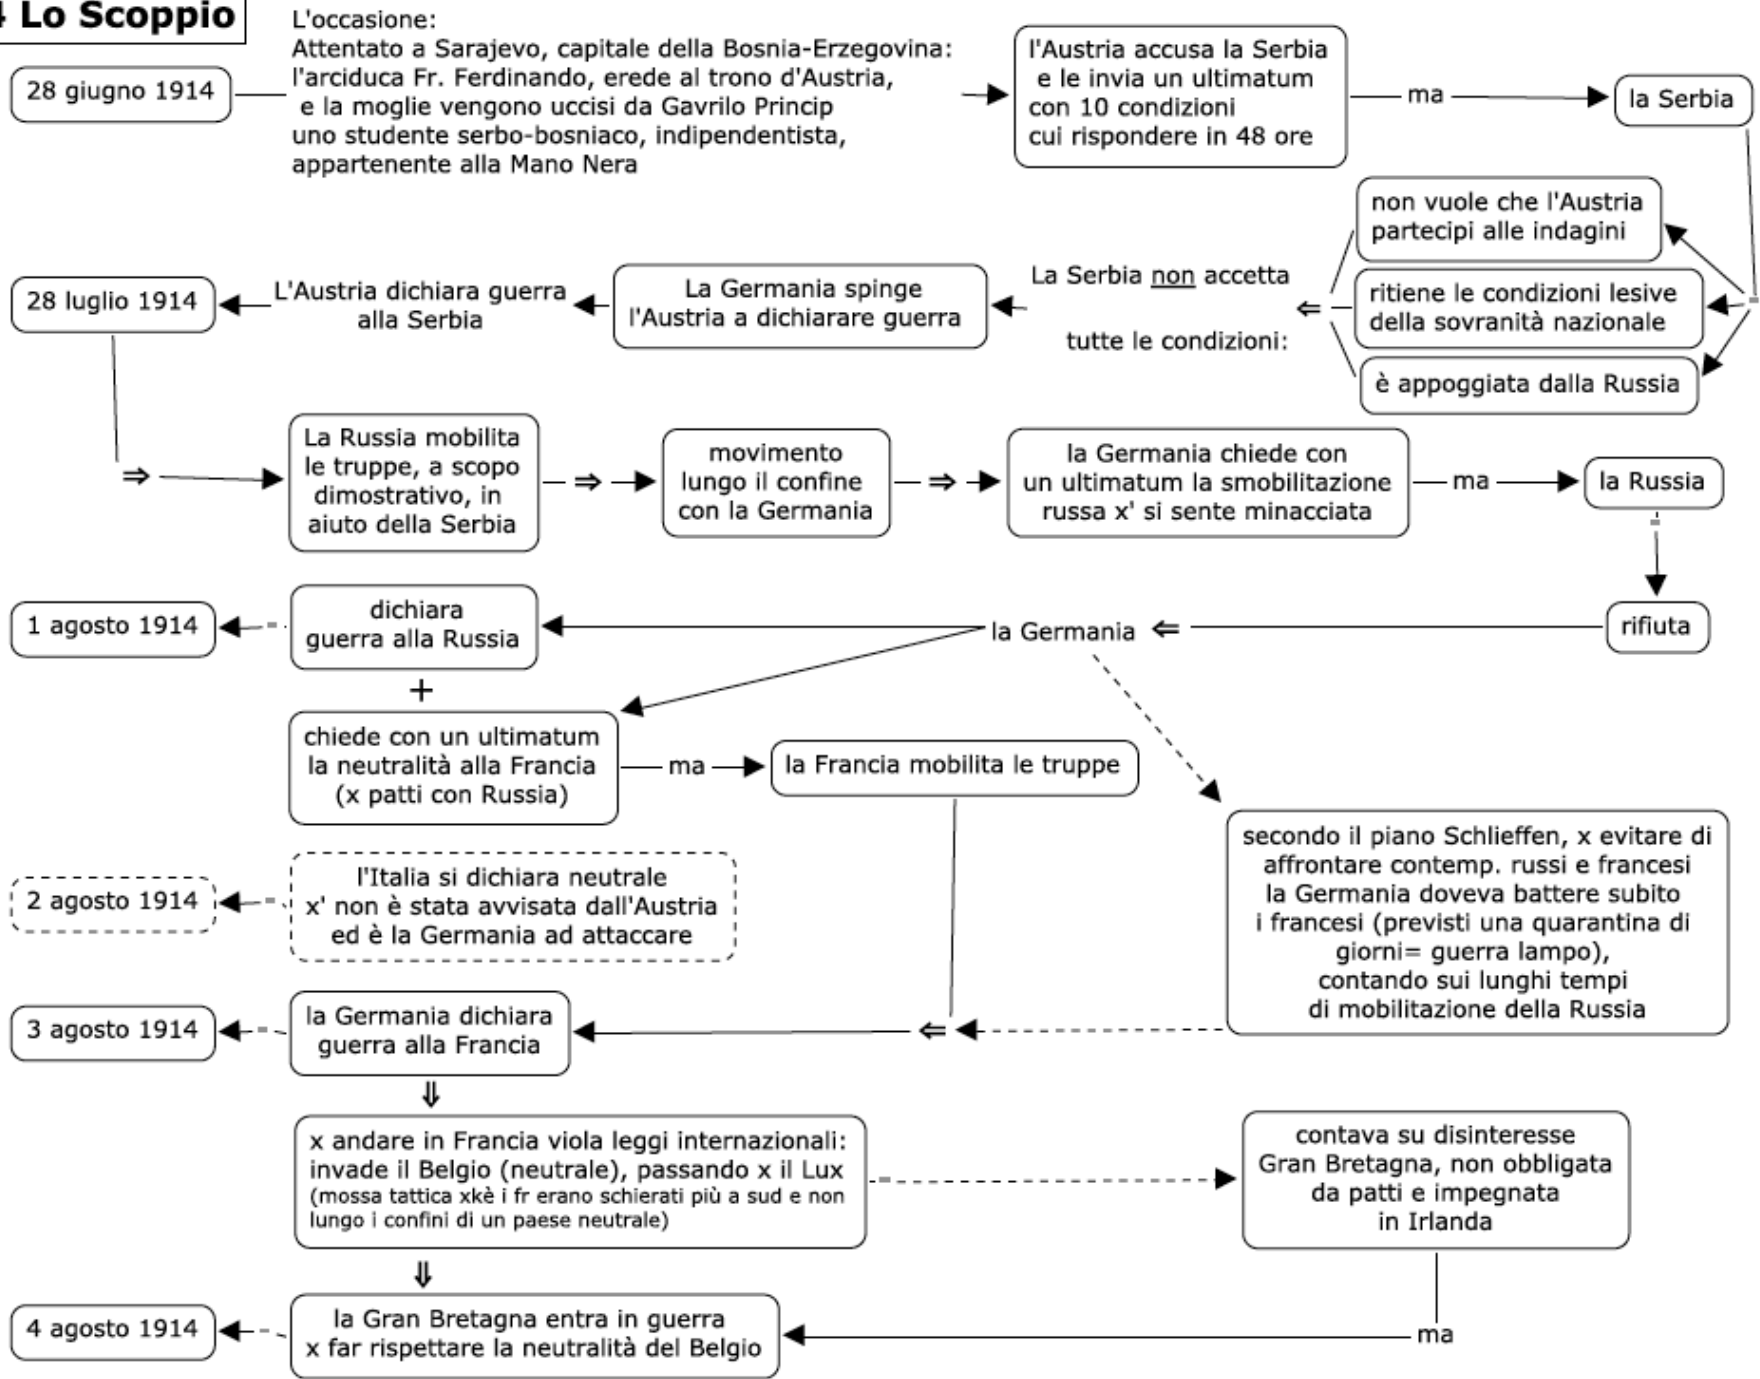 4 Lo Scoppio
L'occasione:
Attentato a Sarajevo, capitale della Bosnia-Erzegovina:
l'arciduca Fr. Ferdinando, erede al trono d'Austria,
e la moglie vengono uccisi da Gavrilo Princip
uno studente serbo-bosniaco, indipendentista,
appartenente alla Mano Nera
28 giugno 1914
l'Austria accusa la Serbia
e le invia un ultimatum
con 10 condizioni
cui rispondere in 48 ore
ma
la Serbia
non vuole che l'Austria
partecipi alle indagini
ritiene le condizioni lesive
della sovranità nazionale
è appoggiata dalla Russia
La Serbia non accetta
tutte le condizioni:
La Germania spinge
l'Austria a dichiarare guerra
L'Austria dichiara guerra
alla Serbia
28 luglio 1914
⇒
La Russia mobilita
le truppe, a scopo
dimostrativo, in
aiuto della Serbia
⇒
movimento
lungo il confine
con la Germania
⇒
la Germania chiede con
un ultimatum la smobilitazione
russa x' si sente minacciata
ma
la Russia
rifiuta
⇐
la Germania
dichiara
guerra alla Russia
1 agosto 1914
+
chiede con un ultimatum
la neutralità alla Francia
(x patti con Russia)
ma
la Francia mobilita le truppe
secondo il piano Schlieffen, x evitare di
affrontare contemp. russi e francesi
la Germania doveva battere subito
i francesi (previsti una quarantina di
giorni= guerra lampo),
contando sui lunghi tempi
di mobilitazione della Russia
l'Italia si dichiara neutrale
x' non è stata avvisata dall'Austria
ed è la Germania ad attaccare
2 agosto 1914
⇐
la Germania dichiara
guerra alla Francia
3 agosto 1914
⇓
x andare in Francia viola leggi internazionali:
invade il Belgio (neutrale), passando x il Lux
(mossa tattica xkè i fr erano schierati più a sud e non
lungo i confini di un paese neutrale)
contava su disinteresse
Gran Bretagna, non obbligata
da patti e impegnata
in Irlanda
ma
⇓
la Gran Bretagna entra in guerra
x far rispettare la neutralità del Belgio
4 agosto 1914